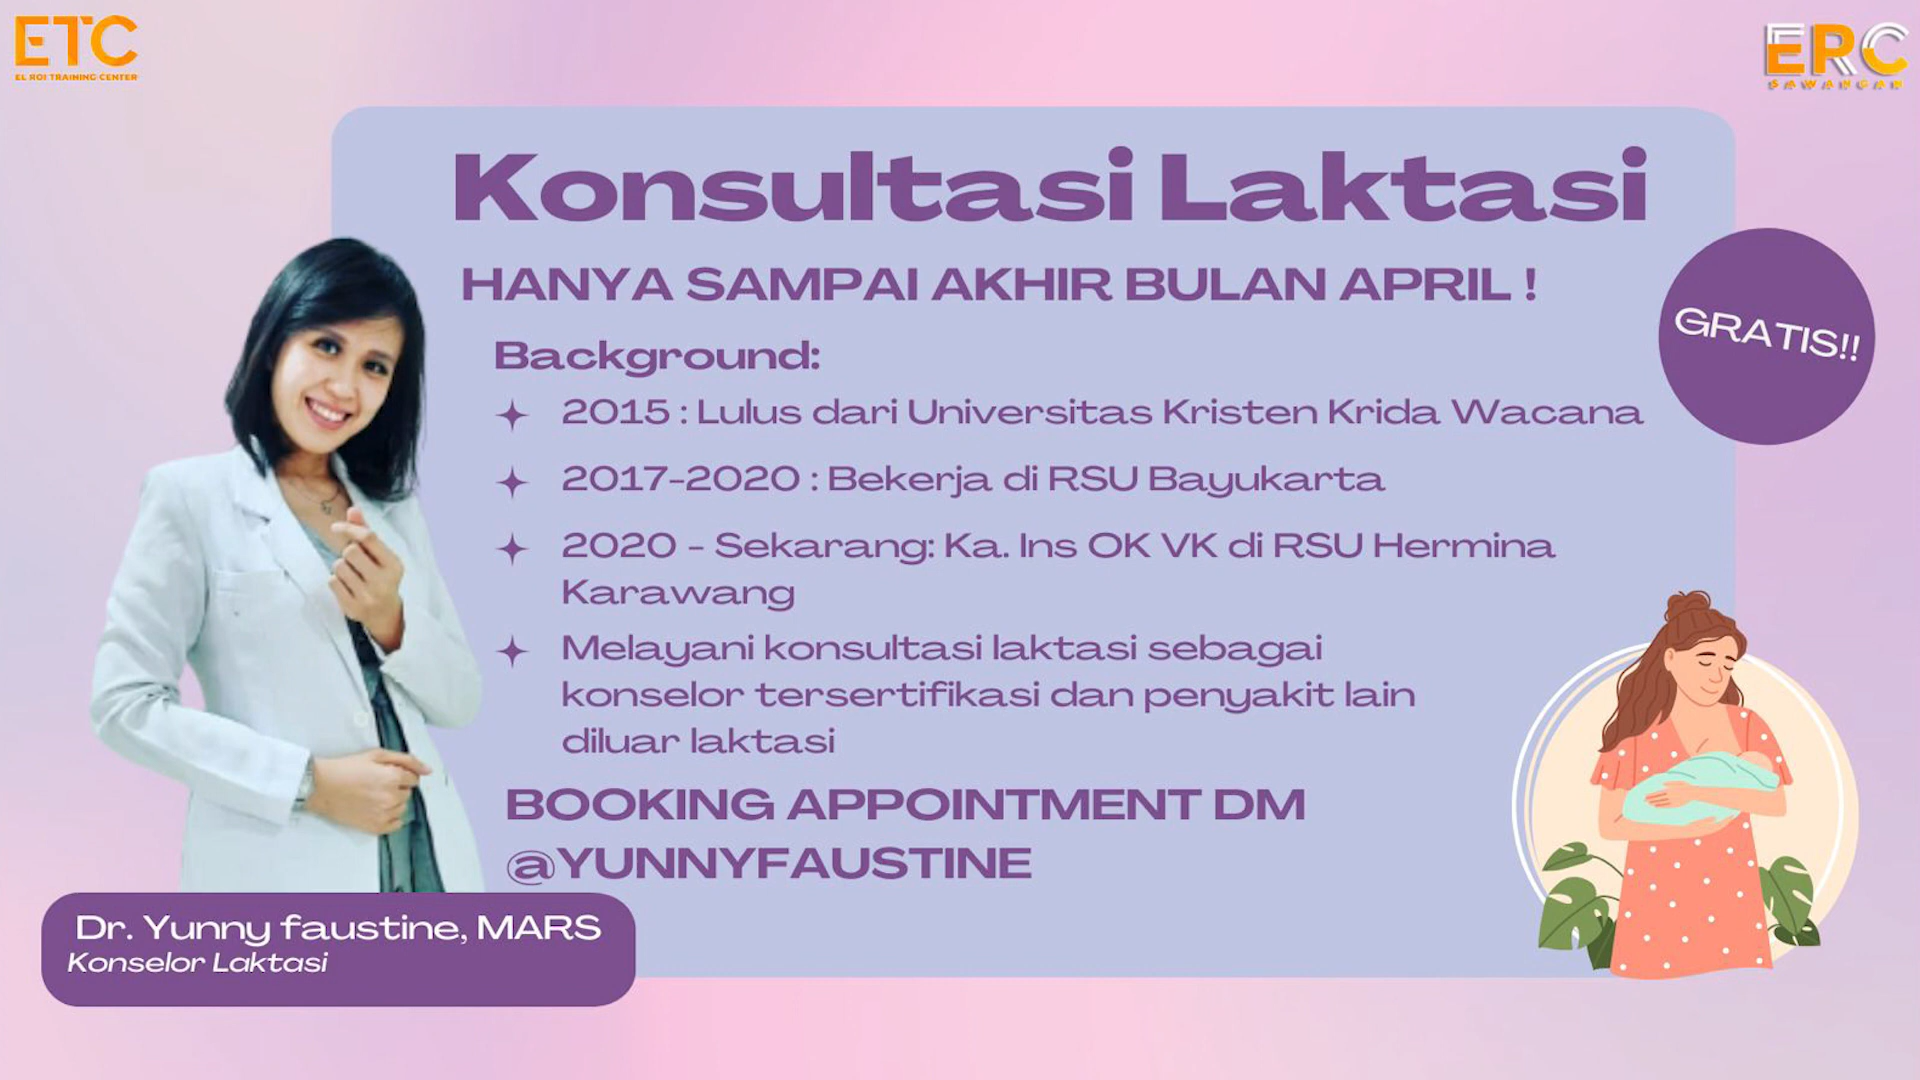 ETC
EL ROI TRAINING CENTER
ERC
SAWANGAN
Konsultasi Laktasi
HANYA SAMPAI AKHIR BULAN APRIL !
GRATIS!!
Background:
2015 : Lulus dari Universitas Kristen Krida Wacana
2017-2020 : Bekerja di RSU Bayukarta
2020 - Sekarang: Ka. Ins OK VK di RSU Hermina
Karawang
Melayani konsultasi laktasi sebagai
konselor tersertifikasi dan penyakit lain
diluar laktasi
BOOKING APPOINTMENT DM
@YUNNYFAUSTINE
Dr. Yunny faustine, MARS
Konselor Laktasi